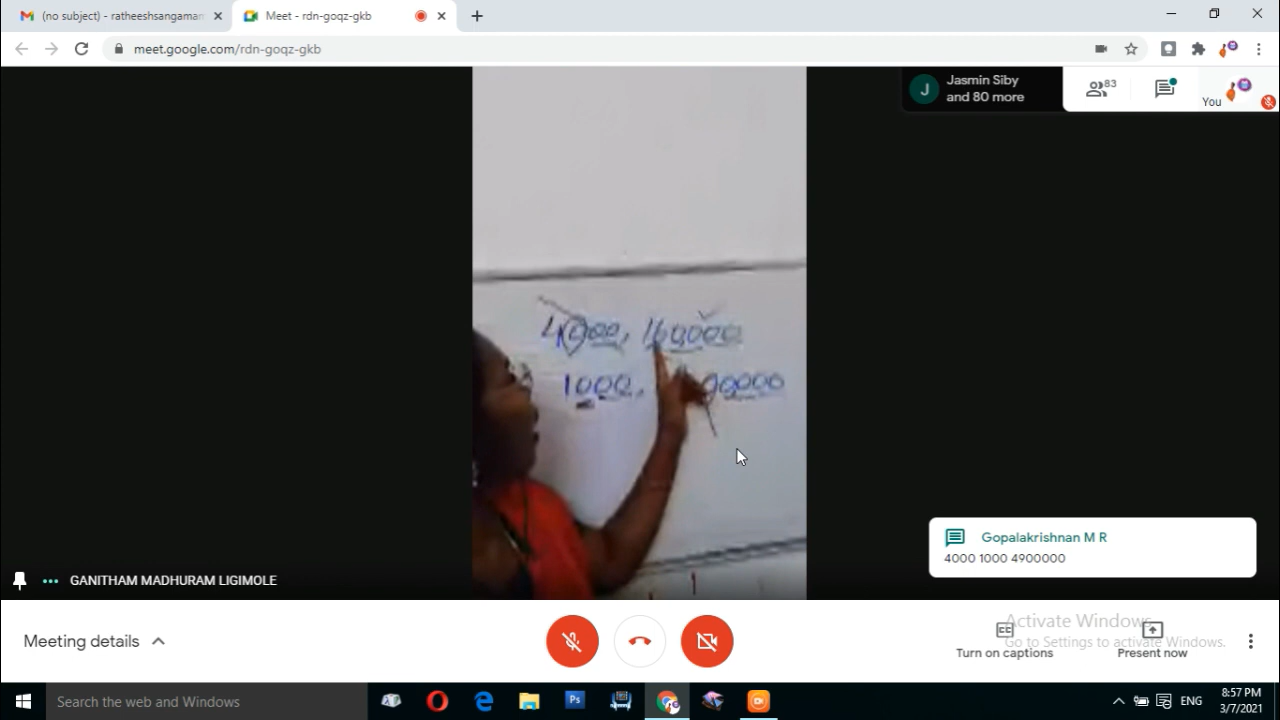 (no subject) - ratheeshsangamam
Meet - rdn-goqz-gkb
meet.google.com/rdn-goqz-gkb
Jasmin Siby
and 80 more
83
You
4000, 160000
1000,
Gopalakrishnan M R
4000 1000 4900000
GANITHAM MADHURAM LIGIMOLE
Meeting details
Turn on captions
Present now
Activate Windows
Go to Settings to activate Windows.
Search the web and Windows
Ps
ENG
8:57 PM
3/7/2021